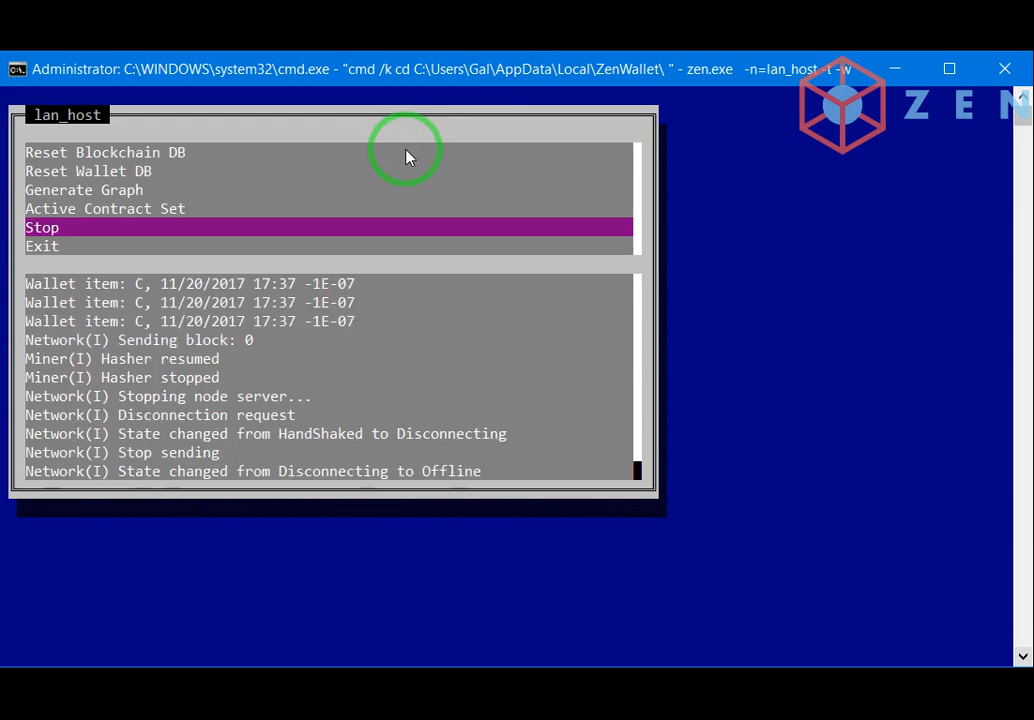 Administrator: C:\WINDOWS\system32\cmd.exe - "cmd /k cd C:\Users\Gal\AppData\Local\ZenWallet\ " - zen.exe -n=lan_host -t -w
ZEN
lan_host
Reset Blockchain DB
Reset Wallet DB
Generate Graph
Active Contract Set
Stop
Exit
Wallet item: C, 11/20/2017 17:37 -1E-07
Wallet item: C, 11/20/2017 17:37 -1E-07
Wallet item: C, 11/20/2017 17:37 -1E-07
Network(I) Sending block: 0
Miner(I) Hasher resumed
Miner(I) Hasher stopped
Network(I) Stopping node server...
Network(I) Disconnection request
Network(I) State changed from HandShaked to Disconnecting
Network(I) Stop sending
Network(I) State changed from Disconnecting to Offline